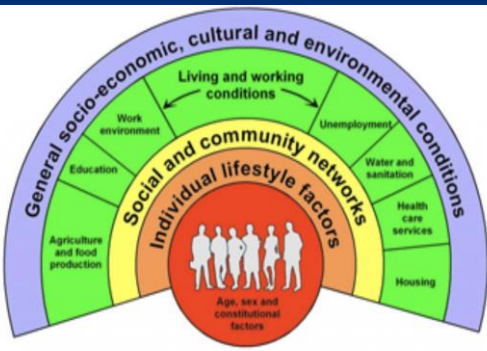 General socio-economic, cultural and environmental conditions
Living and working
conditions
Work
environment
Unemployment
Education
Water and
sanitation
Agriculture
and food
production
Health
care
services
Housing
Social and community networks
Individual lifestyle factors
Age, sex and
constitutional
factors